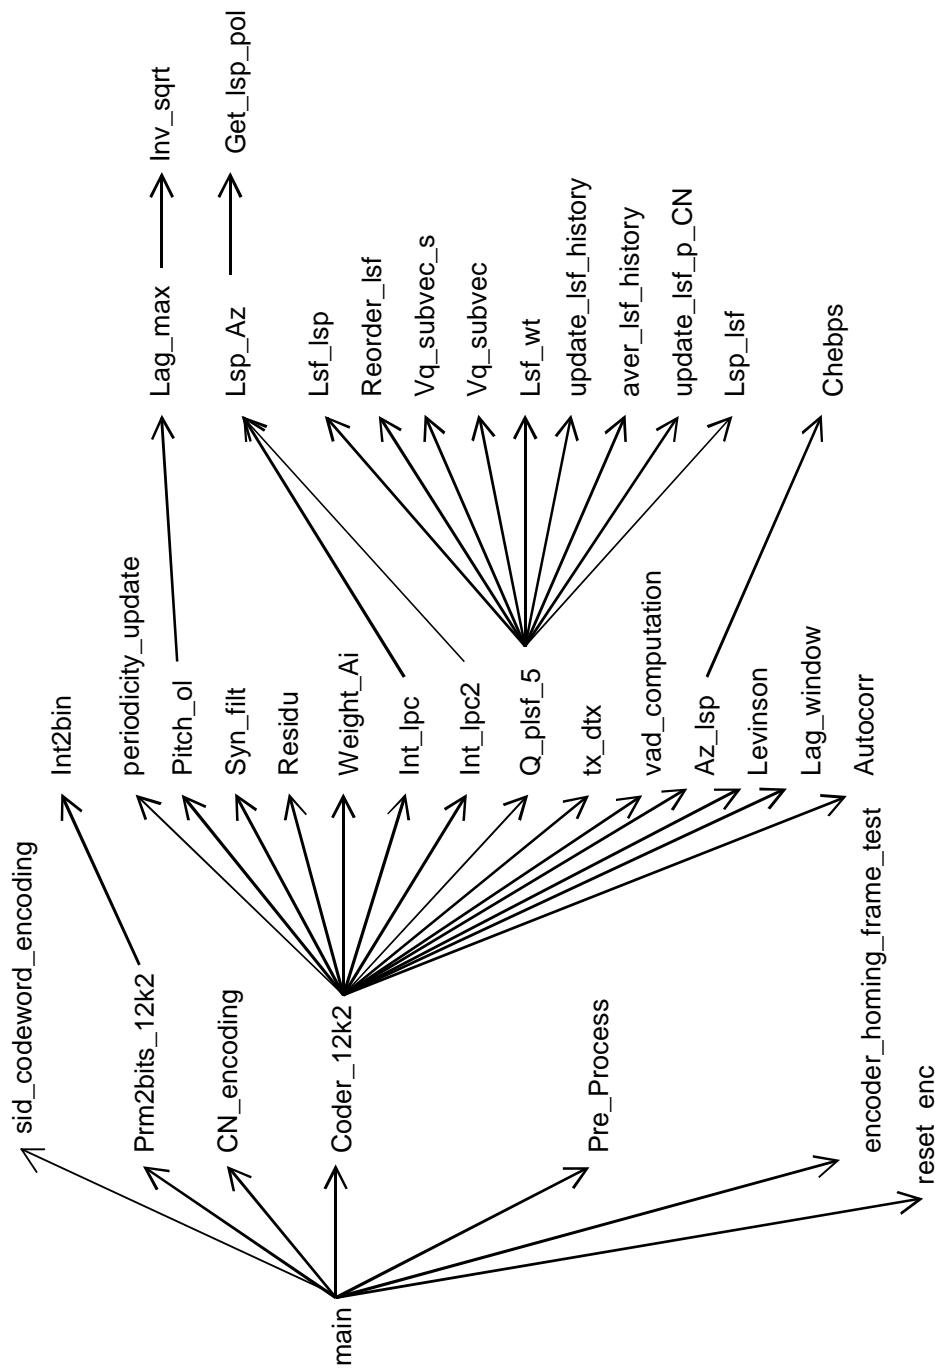 main
sid_codeword_encoding
Prm2bits_12k2
CN_encoding
Coder_12k2
Pre_Process
encoder_homing_frame_test
reset_enc
Int2bin
periodicity_update
Pitch_ol
Syn_filt
Residu
Weight_Ai
Int_lpc
Int_lpc2
Q_plsf_5
tx_dtx
vad_computation
Az_lsp
Levinson
Lag_window
Autocorr
Lag_max
Lsp_Az
Lsf_lsp
Reorder_lsf
Vq_subvec_s
Vq_subvec
Lsf_wt
update_lsf_history
aver_lsf_history
update_lsf_p_CN
Lsp_lsf
Chebps
Inv_sqrt
Get_lsp_pol